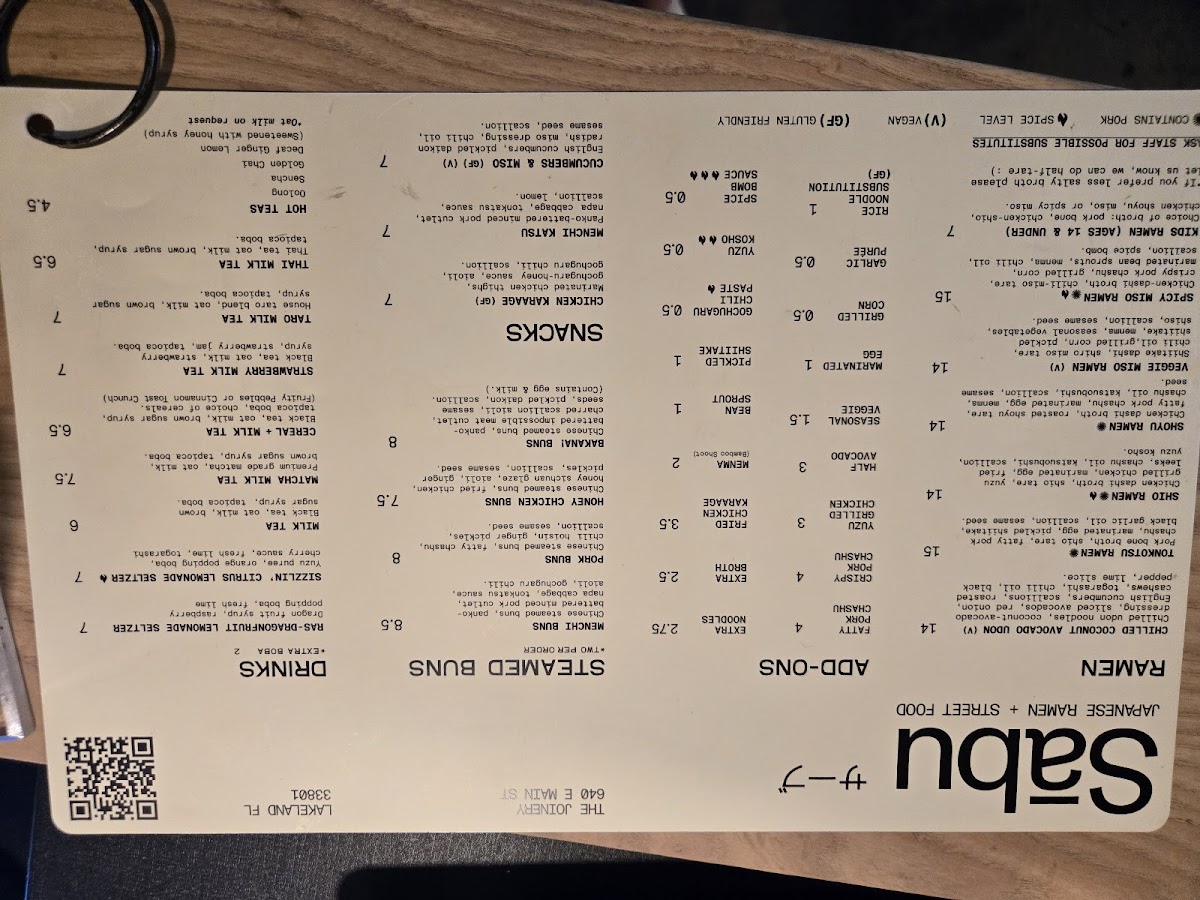 Sābu
サーブ
JAPANESE RAMEN + STREET FOOD
THE JOINERY
640 E MAIN ST
LAKELAND FL
33801
RAMEN
CHILLED COCONUT AVOCADO UDON (V) 14
Chilled udon noodles, coconut-avocado
dressing, sliced avocados, red onion,
English cucumbers, scallions, roasted
cashews, togarashi, chili oil, black
pepper, lime slice.
TONKOTSU RAMEN 15
Pork bone broth, shio tare, fatty pork
chashu, marinated egg, pickled shiitake,
black garlic oil, scallion, sesame seed.
SHIO RAMEN 14
Chicken dashi broth, shio tare, yuzu
chicken, marinated egg, fried
leeks, chashu oil, katsubushi, scallion,
yuzu kosho.
SHOYU RAMEN 14
Chicken dashi broth, roasted shoyu tare,
fatty pork chashu, marinated egg, menma,
chashu oil, katsubushi, scallion, sesame
seed.
VEGGIE MISO RAMEN (V) 14
Shiitake dashi, shiro miso tare,
chili oil,grilled corn, pickled
shiitake, menma, seasonal vegetables,
shiso, scallion, sesame seed.
SPICY MISO RAMEN 15
Chicken-dashi broth, chili-miso tare,
crispy pork chashu, grilled corn,
marinated bean sprouts, menma, chili oil,
scallion, spice bomb.
KIDS RAMEN (AGES 14 & UNDER) 7
Choice of broth: pork bone, chicken-shio,
chicken shoyu, miso, or spicy miso.
*If you prefer less salty broth please
let us know, we can do half-tare :)
ASK STAFF FOR POSSIBLE SUBSTITUTES
CONTAINS PORK SPICE LEVEL (V) VEGAN (GF) GLUTEN FRIENDLY
ADD-ONS
FATTY
PORK
CHASHU 4
CRISPY
PORK
CHASHU 4
YUZU
GRILLED
CHICKEN 3
HALF
AVOCADO 3
SEASONAL
VEGGIE 1.5
MARINATED
EGG 1
GRILLED
CORN 0.5
GARLIC
PURÉE 0.5
RICE
NOODLE
SUBSTITUTION
(GF) 1
EXTRA
NOODLES 2.75
EXTRA
BROTH 2.5
FRIED
CHICKEN
KARAAGE 3.5
MENMA
(Bamboo Shoot) 2
BEAN
SPROUT 1
PICKLED
SHIITAKE 1
GOCHUGARU
CHILI
PASTE 0.5
YUZU
KOSHO 0.5
SPICE
BOMB
SAUCE 0.5
STEAMED BUNS
*TWO PER ORDER
MENCHI BUNS 8.5
Chinese steamed buns, panko-
battered minced pork cutlet,
napa cabbage, tonkatsu sauce,
aioli, gochugaru chili.
PORK BUNS 8
Chinese steamed buns, fatty chashu,
chili hoisin, ginger pickles,
scallion, sesame seed.
HONEY CHICKEN BUNS 7.5
Chinese steamed buns, fried chicken,
honey sichuan glaze, aioli, ginger
pickles, scallion, sesame seed.
BAKANA! BUNS 8
Chinese steamed buns, panko-
battered impossible meat cutlet,
charred scallion aioli, sesame
seeds, pickled daikon, scallion.
(Contains egg & milk.)
SNACKS
CHICKEN KARAAGE (GF) 7
Marinated chicken thighs,
gochugaru-honey sauce, aioli,
gochugaru chili, scallion.
MENCHI KATSU 7
Panko-battered minced pork cutlet,
napa cabbage, tonkatsu sauce,
scallion, lemon.
CUCUMBERS & MISO (GF) (V) 7
English cucumbers, pickled daikon
radish, miso dressing, chili oil,
sesame seed, scallion.
DRINKS
*EXTRA BOBA 2
RAS-DRAGONFRUIT LEMONADE SELTZER 7
Dragon fruit syrup, raspberry
popping boba, fresh lime
SIZZLIN' CITRUS LEMONADE SELTZER 7
Yuzu puree, orange popping boba,
cherry sauce, fresh lime, togarashi
MILK TEA 6
Black tea, oat milk, brown
sugar syrup, tapioca boba.
MATCHA MILK TEA 7.5
Premium grade matcha, oat milk,
brown sugar syrup, tapioca boba.
CEREAL + MILK TEA 6.5
Black tea, oat milk, brown sugar syrup,
tapioca boba, choice of cereals.
(Fruity Pebbles or Cinnamon Toast Crunch)
STRAWBERRY MILK TEA 7
Black tea, oat milk, strawberry
syrup, strawberry jam, tapioca boba.
TARO MILK TEA 7
House taro blend, oat milk, brown sugar
syrup, tapioca boba.
THAI MILK TEA 6.5
Thai tea, oat milk, brown sugar syrup,
tapioca boba.
HOT TEAS 4.5
Oolong
Sencha
Golden Chai
Decaf Ginger Lemon
(Sweetened with honey syrup)
*Oat milk on request